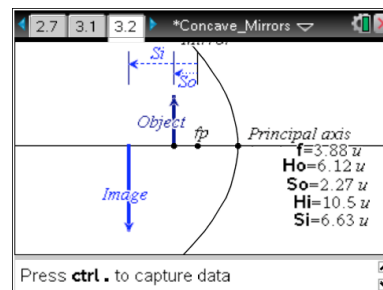 2.7 3.1 3.2 *Concave_Mirrors
Si
So
Object
fp
Principal axis
f=3.88 u
Ho=6.12 u
So=2.27 u
Hi=10.5 u
Si=6.63 u
Image
Press ctrl . to capture data